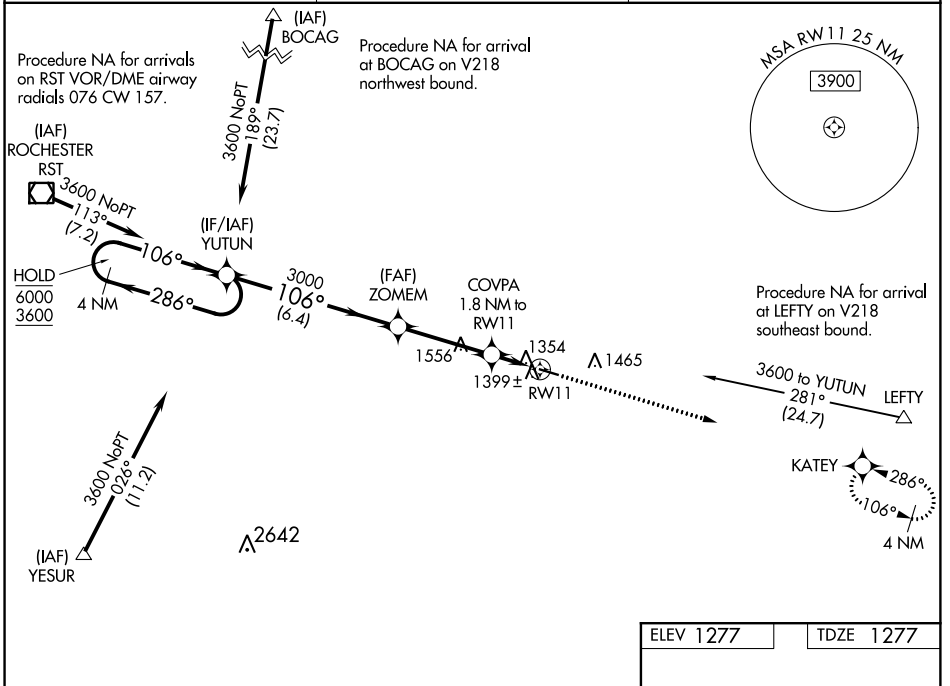 (IAF)
BOCAG
Procedure NA for arrivals
on RST VOR/DME airway
radials 076 CW 157.
Procedure NA for arrival
at BOCAG on V218
northwest bound.
MSA RW11 25 NM
3900
3600 NoPT
189°
(23.7)
(IAF)
ROCHESTER
RST
3600 NoPT
113°
(7.2)
(IF/IAF)
YUTUN
106°
HOLD
6000
3600
4 NM
286°
3000
106°
(6.4)
(FAF)
ZOMEM
COVPA
1.8 NM to
RW11
1556
1354
1399±
RW11
1465
Procedure NA for arrival
at LEFTY on V218
southeast bound.
3600 to YUTUN
281°
(24.7)
LEFTY
KATEY
286°
106°
4 NM
3600 NoPT
026°
(11.2)
(IAF)
YESUR
2642
ELEV 1277
TDZE 1277